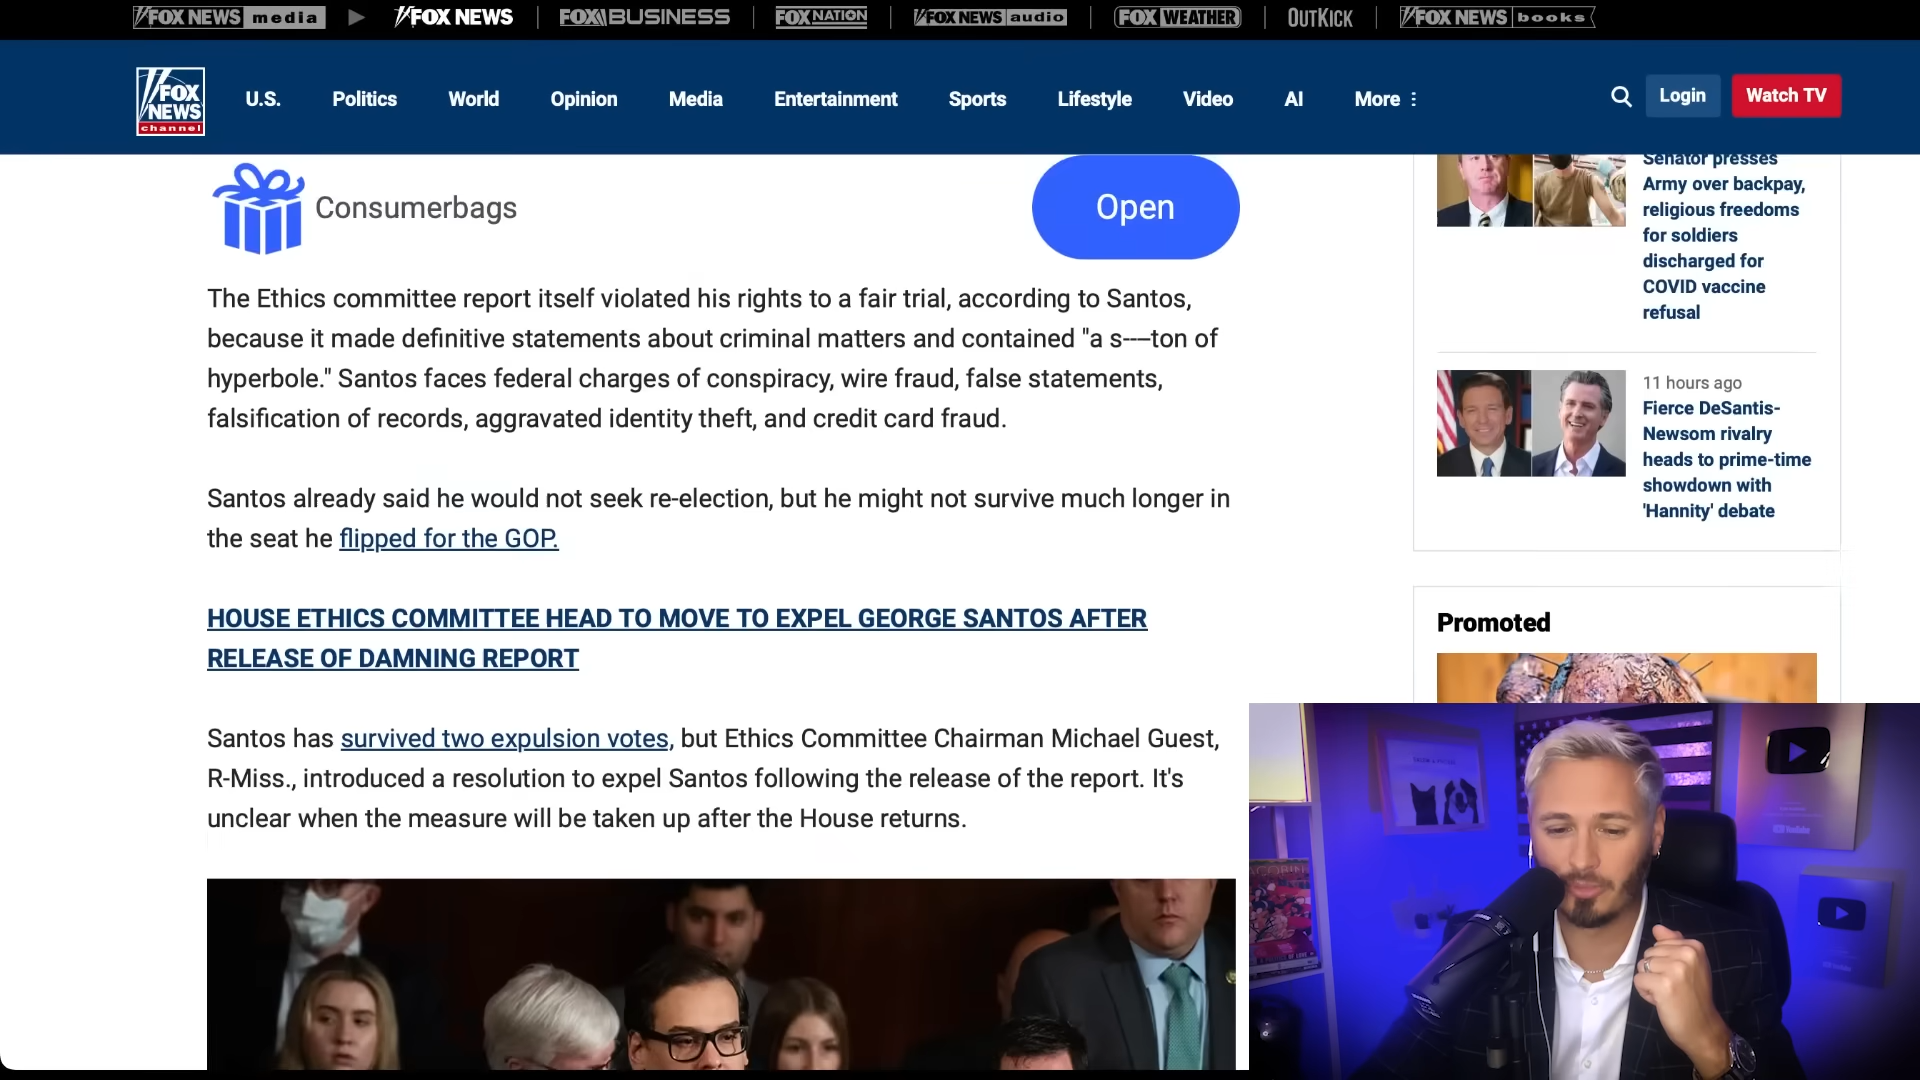 FOX NEWS media
FOX NEWS
FOX BUSINESS
FOX NATION
FOX NEWS audio
FOX WEATHER
OUTKICK
FOX NEWS books
FOX
NEWS
channel
U.S.
Politics
World
Opinion
Media
Entertainment
Sports
Lifestyle
Video
AI
More
Login
Watch TV
Consumerbags
Open
The Ethics committee report itself violated his rights to a fair trial, according to Santos,
because it made definitive statements about criminal matters and contained "a s---ton of
hyperbole." Santos faces federal charges of conspiracy, wire fraud, false statements,
falsification of records, aggravated identity theft, and credit card fraud.
Santos already said he would not seek re-election, but he might not survive much longer in
the seat he flipped for the GOP.
HOUSE ETHICS COMMITTEE HEAD TO MOVE TO EXPEL GEORGE SANTOS AFTER
RELEASE OF DAMNING REPORT
Santos has survived two expulsion votes, but Ethics Committee Chairman Michael Guest,
R-Miss., introduced a resolution to expel Santos following the release of the report. It's
unclear when the measure will be taken up after the House returns.
Senator presses
Army over backpay,
religious freedoms
for soldiers
discharged for
COVID vaccine
refusal
11 hours ago
Fierce DeSantis-
Newsom rivalry
heads to prime-time
showdown with
'Hannity' debate
Promoted
YouTube